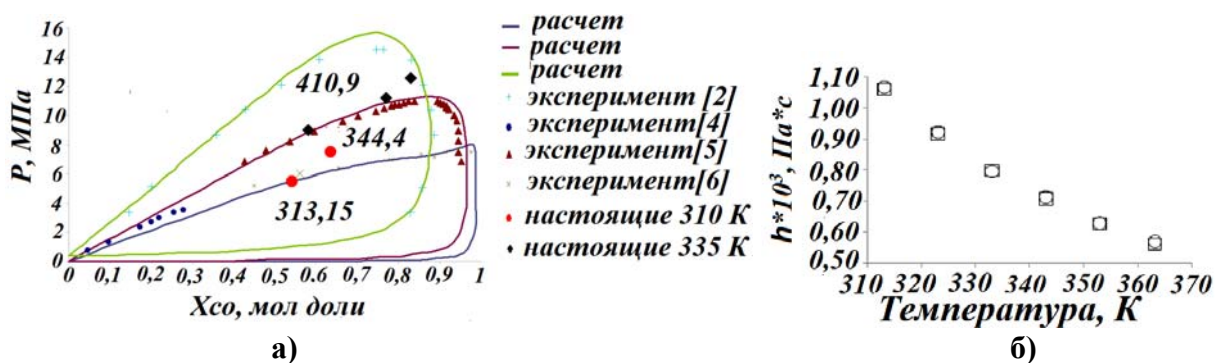 P, МПа
16
14
12
10
8
6
4
2
0
0 0,1 0,2 0,3 0,4 0,5 0.6 0,7 0,8 0,9 1
Хсо, мол доли
410,9
344,4
313,15
расчет
расчет
расчет
эксперимент [2]
эксперимент[4]
эксперимент[5]
эксперимент[6]
настоящие 310 К
настоящие 335 К
а)
h*10³, Па*с
1,10
1,00
0,90
0,80
0,70
0,60
0,50
310 320 330 340 350 360 370
Температура, К
б)